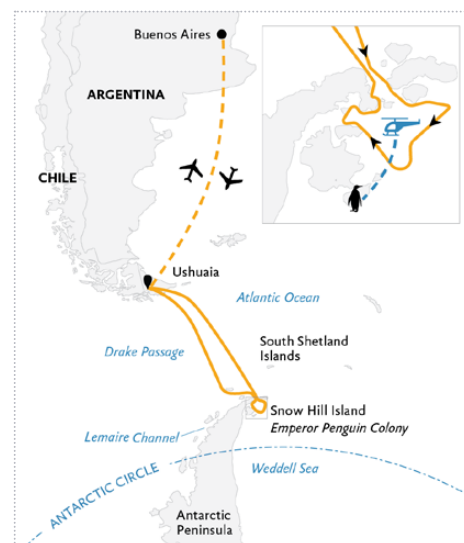 Buenos Aires
ARGENTINA
CHILE
Ushuaia
Atlantic Ocean
Drake Passage
South Shetland
Islands
Snow Hill Island
Emperor Penguin Colony
Lemaire Channel
Weddell Sea
ANTARCTIC CIRCLE
Antarctic
Peninsula